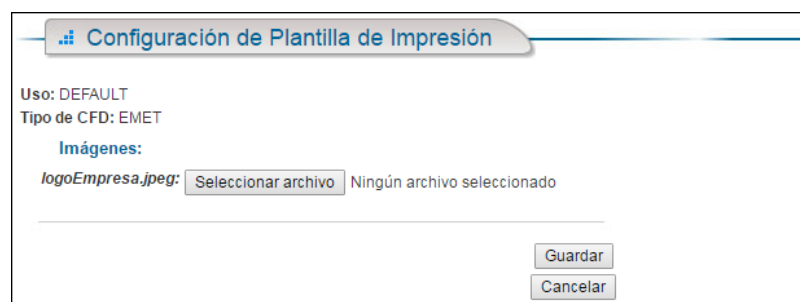 Configuración de Plantilla de Impresión
Uso: DEFAULT
Tipo de CFD: EMET
Imágenes:
logoEmpresa.jpeg: Seleccionar archivo Ningún archivo seleccionado
Guardar
Cancelar